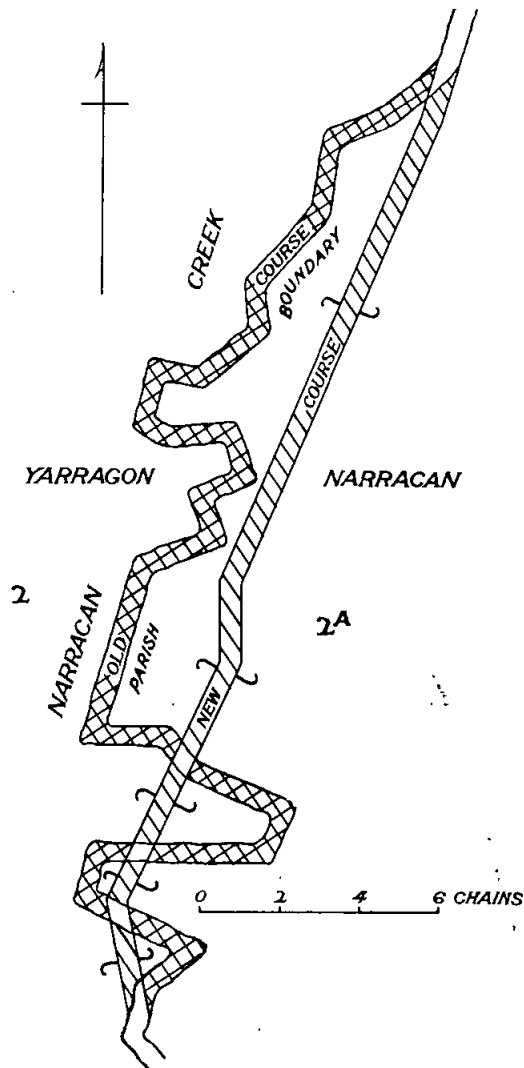 CREEK
COURSE
BOUNDARY
COURSE
YARRAGON
NARRACAN
2
2A
NARRACAN
OLD
PARISH
NEW
0 2 4 6 CHAINS